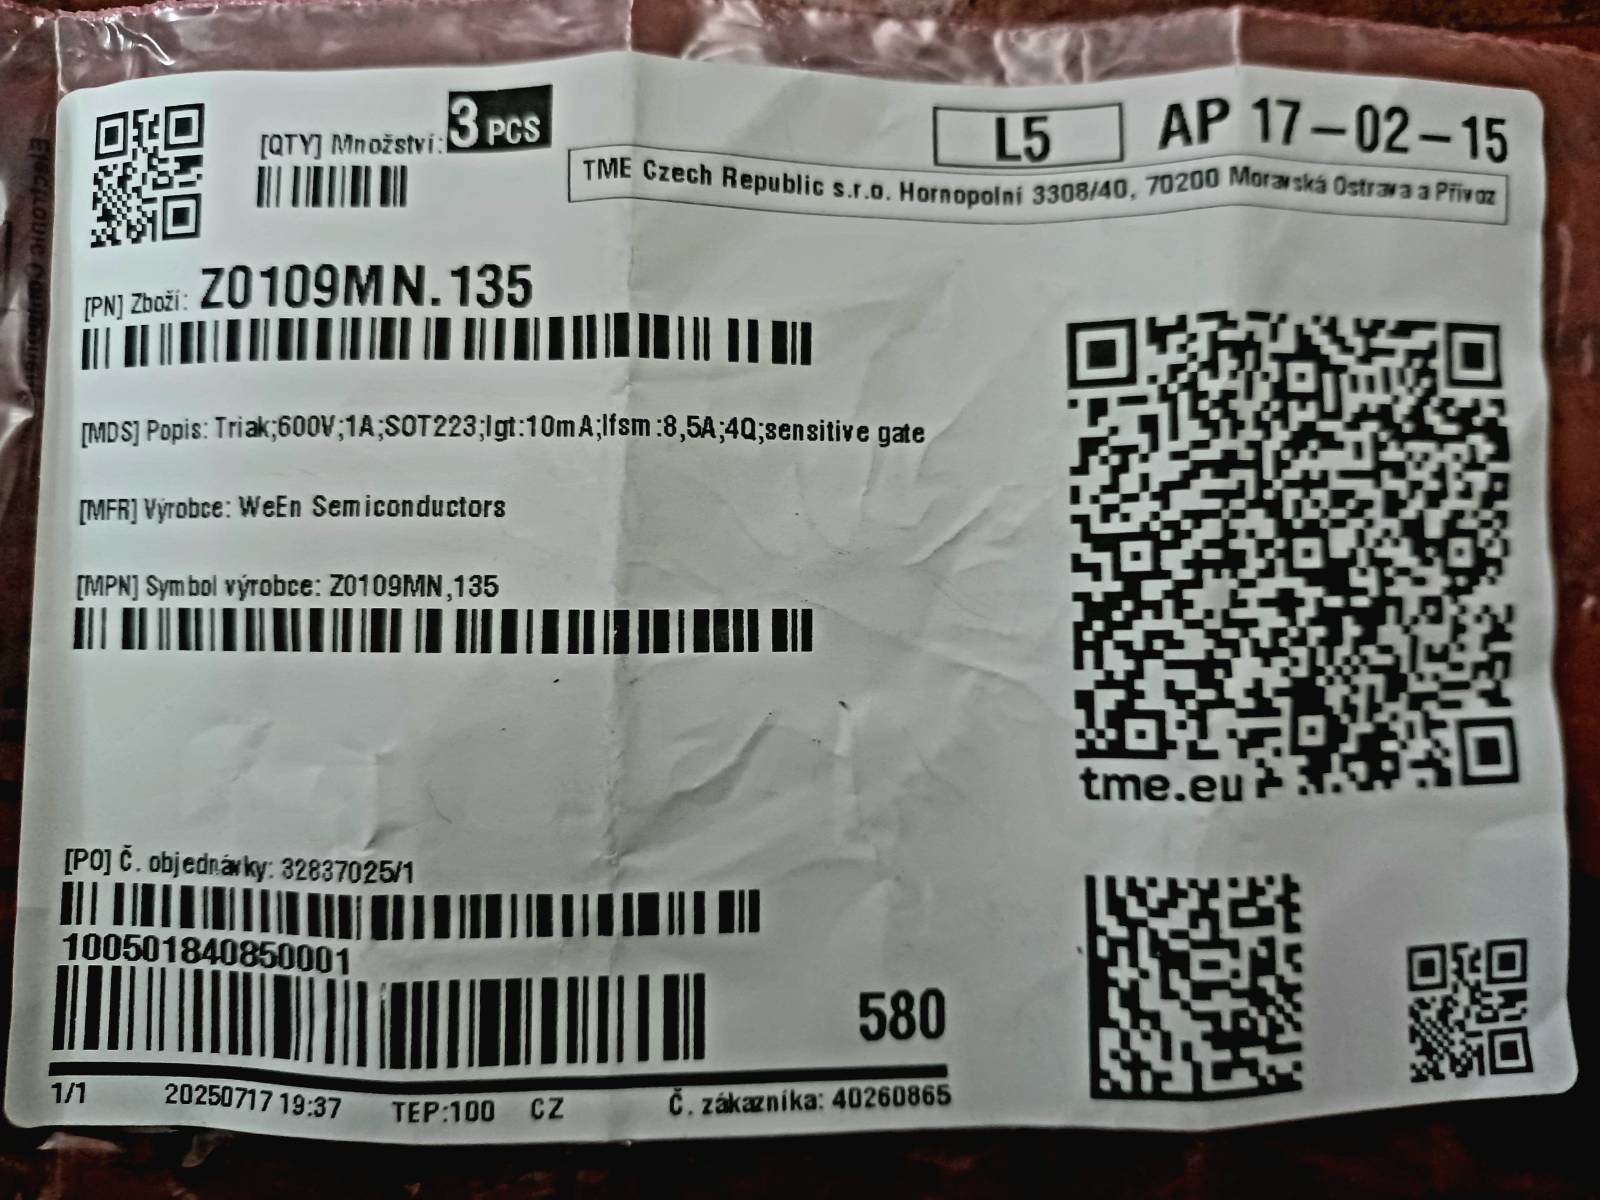 [QTY] Množství: 3 PCS
L5 AP 17-02-15
TME Czech Republic s.r.o. Hornopolní 3308/40, 70200 Moravská Ostrava a Přívoz
[PN] Zboží: Z0109MN.135
[MDS] Popis: Triak;600V;1A;SOT223;Igt:10mA;Ifsm:8,5A;4Q;sensitive gate
[MFR] Výrobce: WeEn Semiconductors
[MPN] Symbol výrobce: Z0109MN,135
tme.eu
[PO] Č. objednávky: 32837025/1
100501840850001
580
1/1 20250717 19:37 TEP:100 CZ Č. zákazníka: 40260865